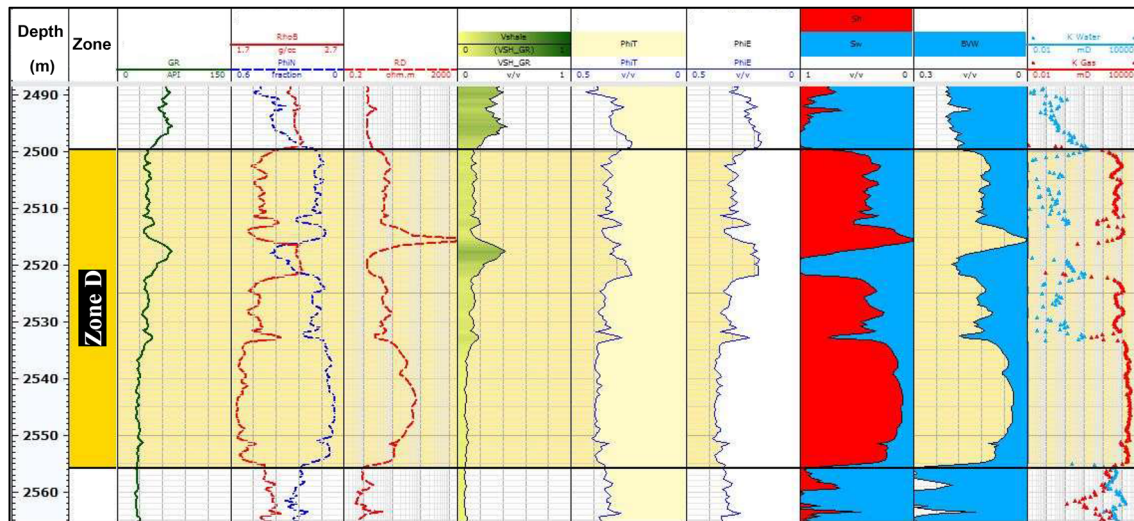 Depth
(m)
Zone
GR
0 API 150
RhoB
1.7 g/cc 2.7
PhiN
0.6 fraction 0
RD
0.2 ohm.m 2000
Vshale
0 (VSH_GR) 1
VSH_GR
0 v/v 1
PhiT
PhiT
0.5 v/v 0
PhiE
PhiE
0.5 v/v 0
Sh
Sw
1 v/v 0
BVW
0.3 v/v 0
K Water
0.01 mD 10000
K Gas
0.01 mD 10000
2490
2500
2510
2520
2530
2540
2550
2560
Zone D